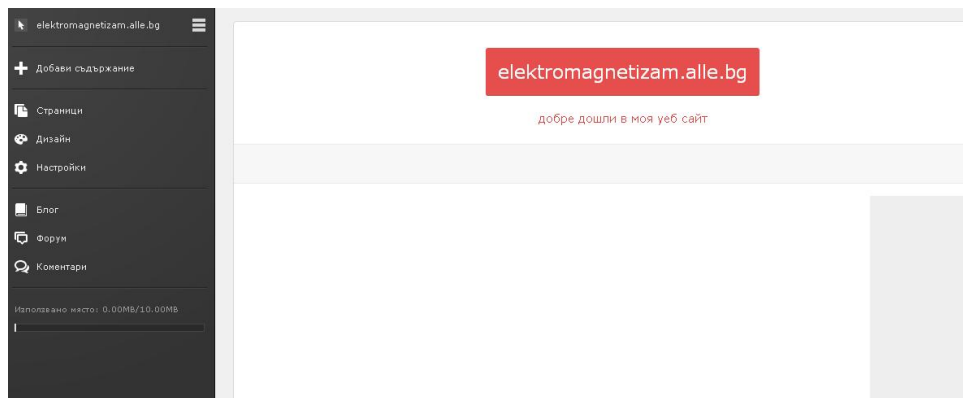 elektromagnetizam.alle.bg
Добави съдържание
Страници
Дизайн
Настройки
Блог
Форум
Коментари
Използвано място: 0.00MB/10.00MB
elektromagnetizam.alle.bg
добре дошли в моя уеб сайт